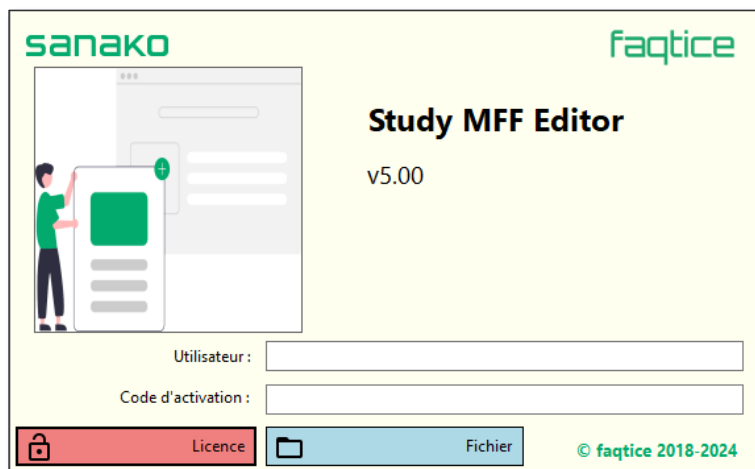 sanako
faqtice
Study MFF Editor
v5.00
Utilisateur :
Code d'activation :
Licence
Fichier
© faqtice 2018-2024